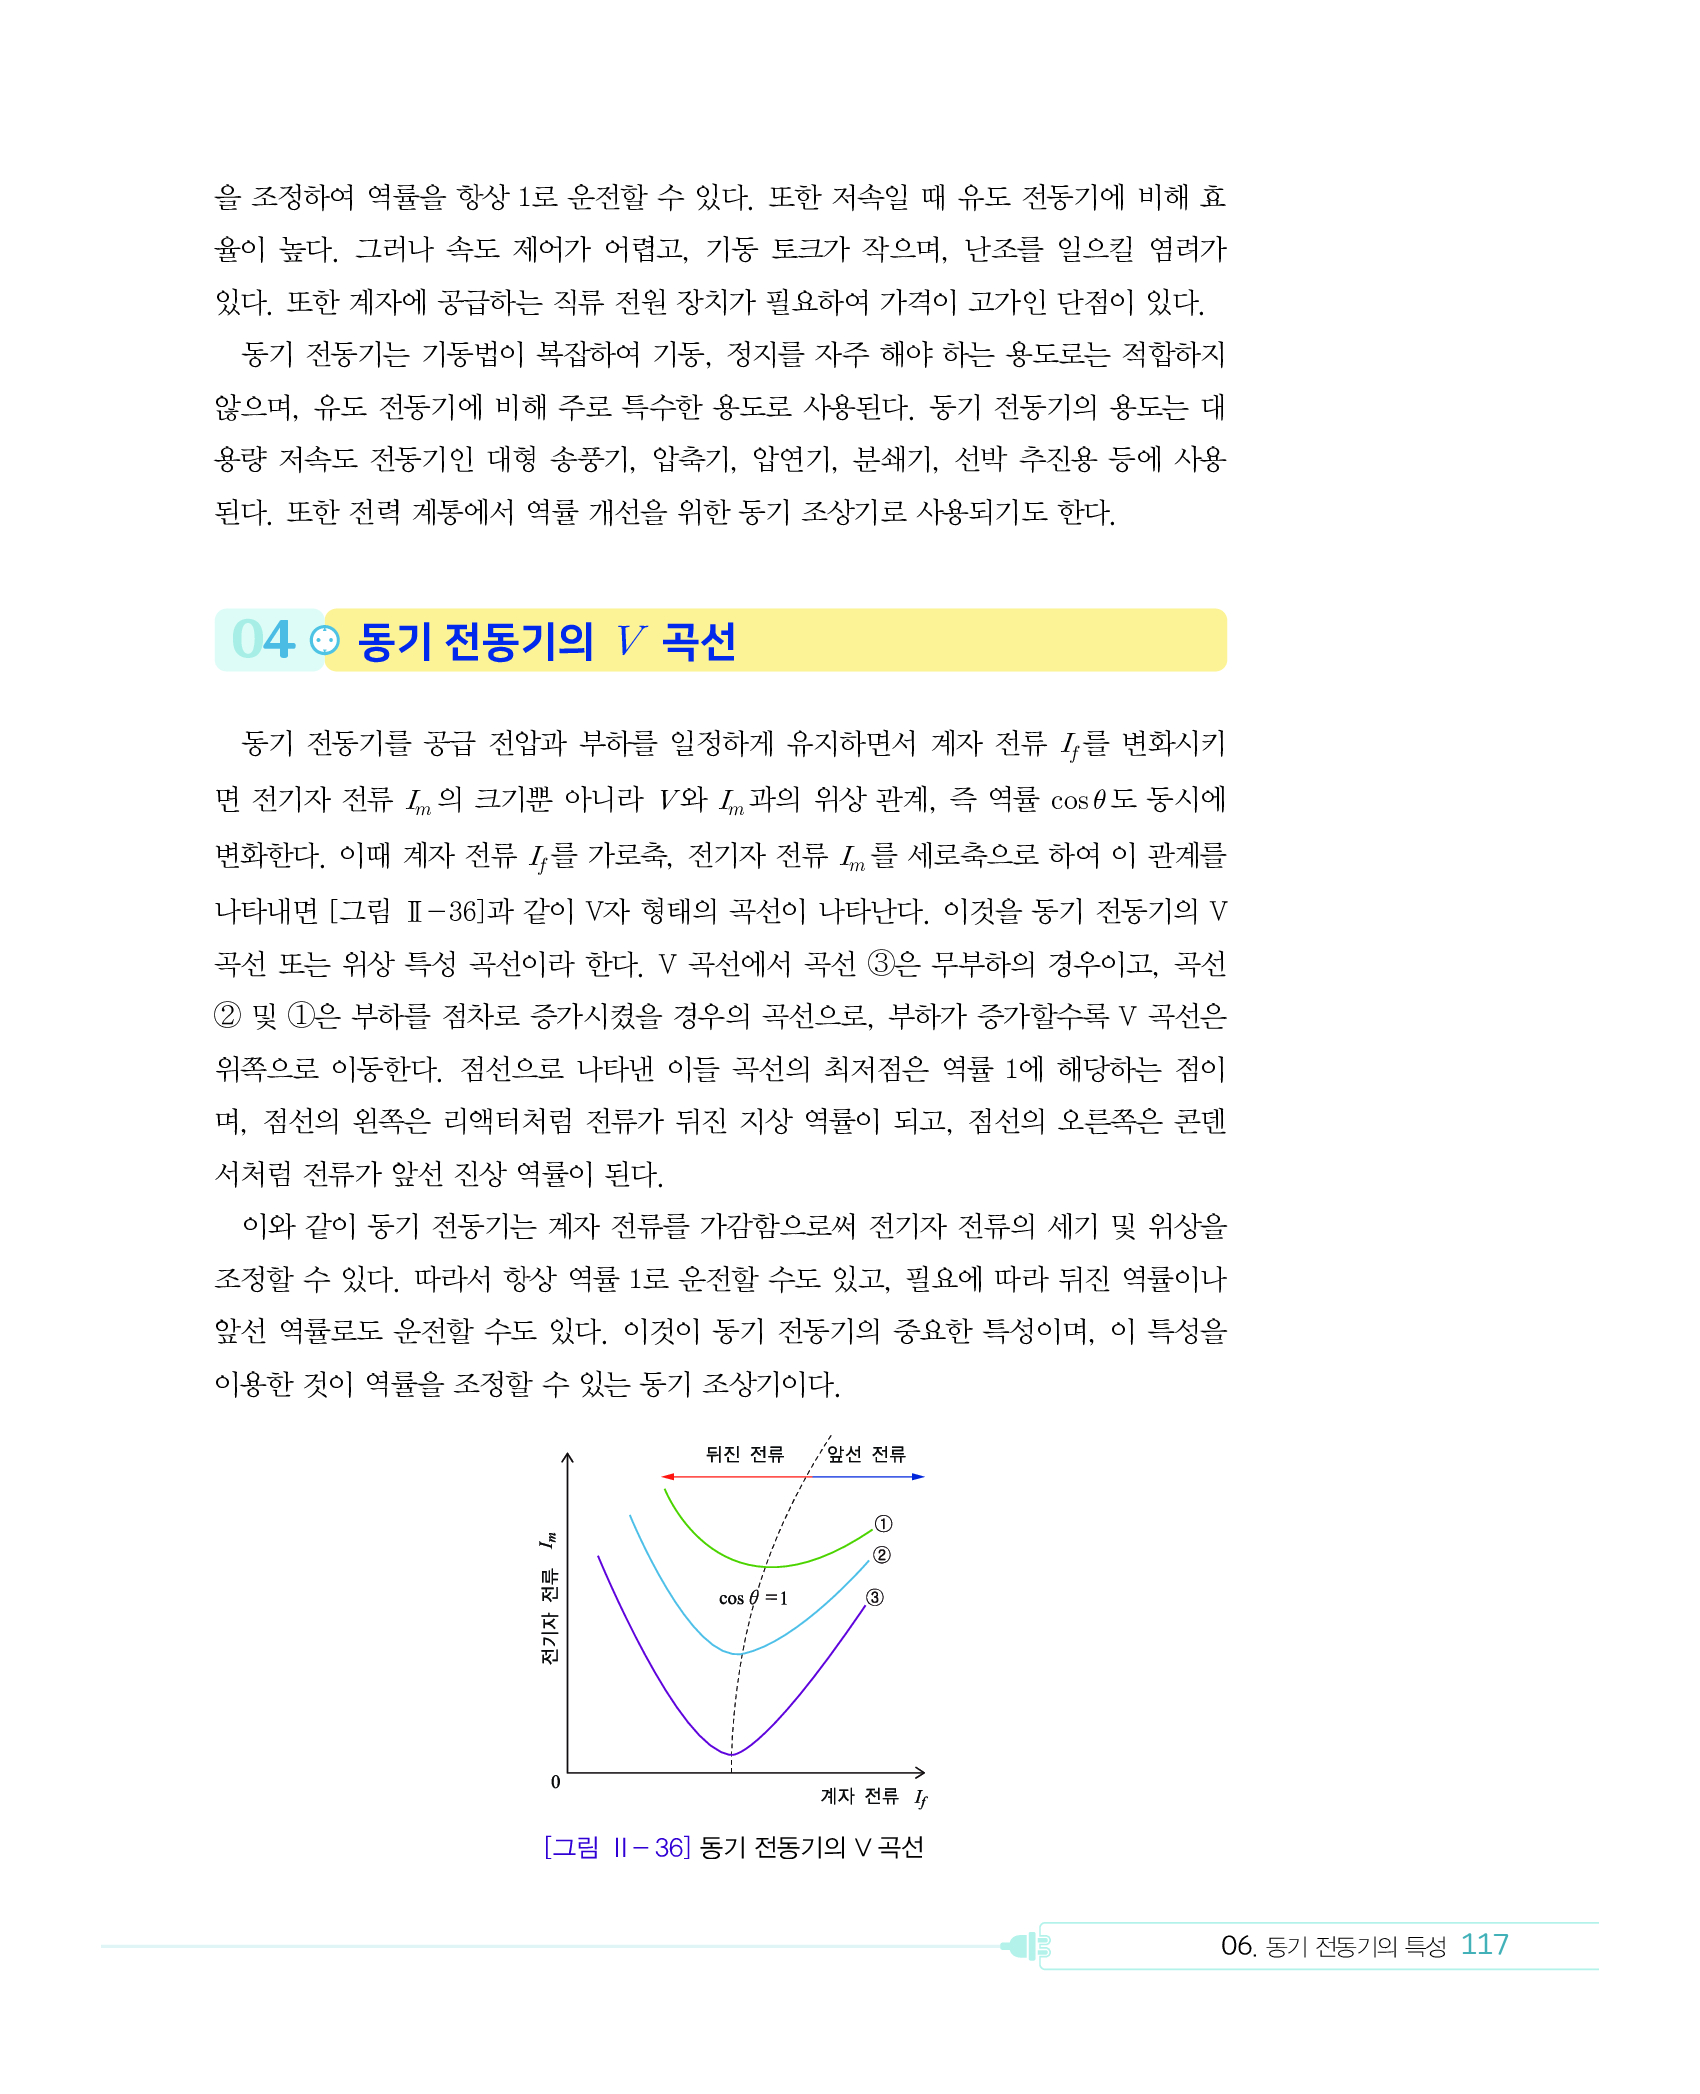 을 조정하여 역률을 항상 1로 운전할 수 있다. 또한 저속일 때 유도 전동기에 비해 효
율이 높다. 그러나 속도 제어가 어렵고, 기동 토크가 작으며, 난조를 일으킬 염려가
있다. 또한 계자에 공급하는 직류 전원 장치가 필요하여 가격이 고가인 단점이 있다.
동기 전동기는 기동법이 복잡하여 기동, 정지를 자주 해야 하는 용도로는 적합하지
않으며, 유도 전동기에 비해 주로 특수한 용도로 사용된다. 동기 전동기의 용도는 대
용량 저속도 전동기인 대형 송풍기, 압축기, 압연기, 분쇄기, 선박 추진용 등에 사용
된다. 또한 전력 계통에서 역률 개선을 위한 동기 조상기로 사용되기도 한다.
04 동기 전동기의 V 곡선
동기 전동기를 공급 전압과 부하를 일정하게 유지하면서 계자 전류 I_f를 변화시키
면 전기자 전류 I_m의 크기뿐 아니라 V와 I_m과의 위상 관계, 즉 역률 cosθ도 동시에
변화한다. 이때 계자 전류 I_f를 가로축, 전기자 전류 I_m를 세로축으로 하여 이 관계를
나타내면 [그림 Ⅱ-36]과 같이 V자 형태의 곡선이 나타난다. 이것을 동기 전동기의 V
곡선 또는 위상 특성 곡선이라 한다. V 곡선에서 곡선 ③은 무부하의 경우이고, 곡선
② 및 ①은 부하를 점차로 증가시켰을 경우의 곡선으로, 부하가 증가할수록 V 곡선은
위쪽으로 이동한다. 점선으로 나타낸 이들 곡선의 최저점은 역률 1에 해당하는 점이
며, 점선의 왼쪽은 리액터처럼 전류가 뒤진 지상 역률이 되고, 점선의 오른쪽은 콘덴
서처럼 전류가 앞선 진상 역률이 된다.
이와 같이 동기 전동기는 계자 전류를 가감함으로써 전기자 전류의 세기 및 위상을
조정할 수 있다. 따라서 항상 역률 1로 운전할 수도 있고, 필요에 따라 뒤진 역률이나
앞선 역률로도 운전할 수도 있다. 이것이 동기 전동기의 중요한 특성이며, 이 특성을
이용한 것이 역률을 조정할 수 있는 동기 조상기이다.
뒤진 전류 앞선 전류
①
②
cos θ =1
③
전기자 전류 I_m
0
계자 전류 I_f
[그림 Ⅱ-36] 동기 전동기의 V 곡선
06. 동기 전동기의 특성 117